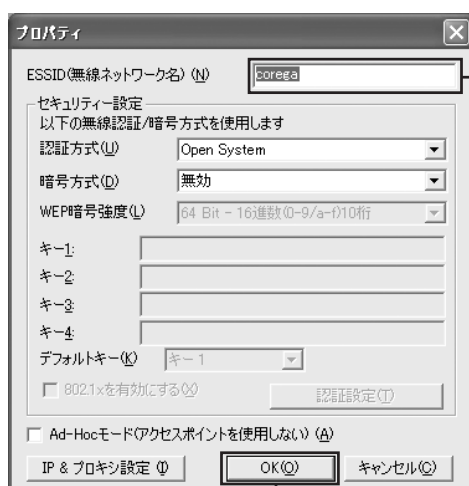 プロパティ
ESSID(無線ネットワーク名) (N) corega
セキュリティー設定
以下の無線認証/暗号方式を使用します
認証方式(U) Open System
暗号方式(D) 無効
WEP暗号強度(L) 64 Bit - 16進数(0-9/a-f)10桁
キー1:
キー2:
キー3:
キー4:
デフォルトキー(K) キー 1
802.1xを有効にする(X) 認証設定(T)
Ad-Hocモード(アクセスポイントを使用しない) (A)
IP & プロキシ設定 (I) OK(O) キャンセル(C)